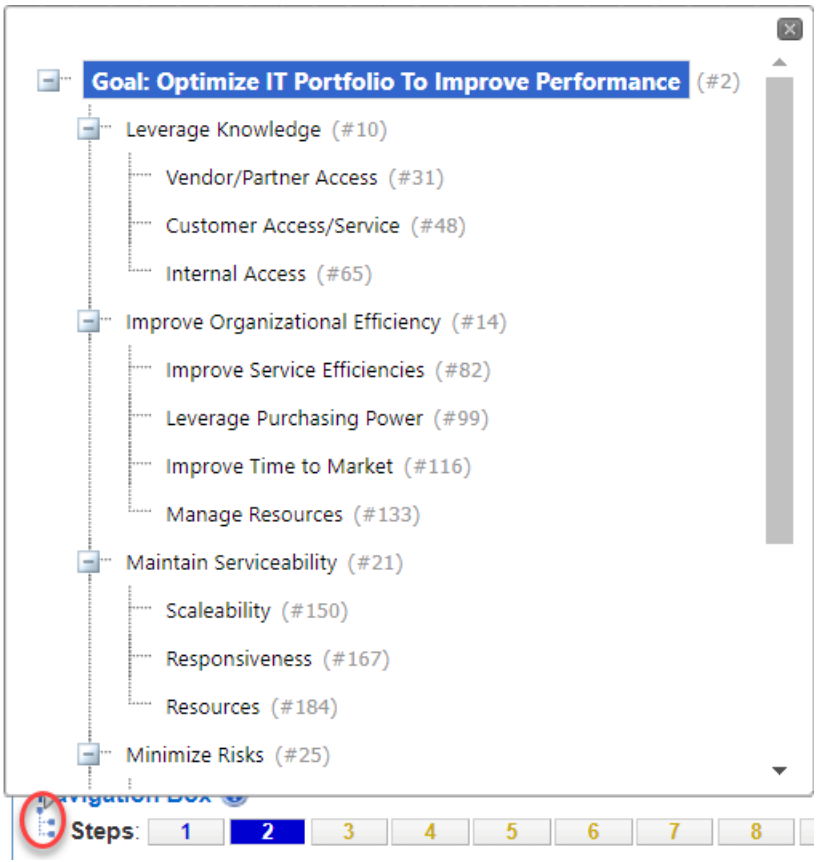 Goal: Optimize IT Portfolio To Improve Performance (#2)
Leverage Knowledge (#10)
Vendor/Partner Access (#31)
Customer Access/Service (#48)
Internal Access (#65)
Improve Organizational Efficiency (#14)
Improve Service Efficiencies (#82)
Leverage Purchasing Power (#99)
Improve Time to Market (#116)
Manage Resources (#133)
Maintain Serviceability (#21)
Scaleability (#150)
Responsiveness (#167)
Resources (#184)
Minimize Risks (#25)
Navigation Box
Steps: 1 2 3 4 5 6 7 8